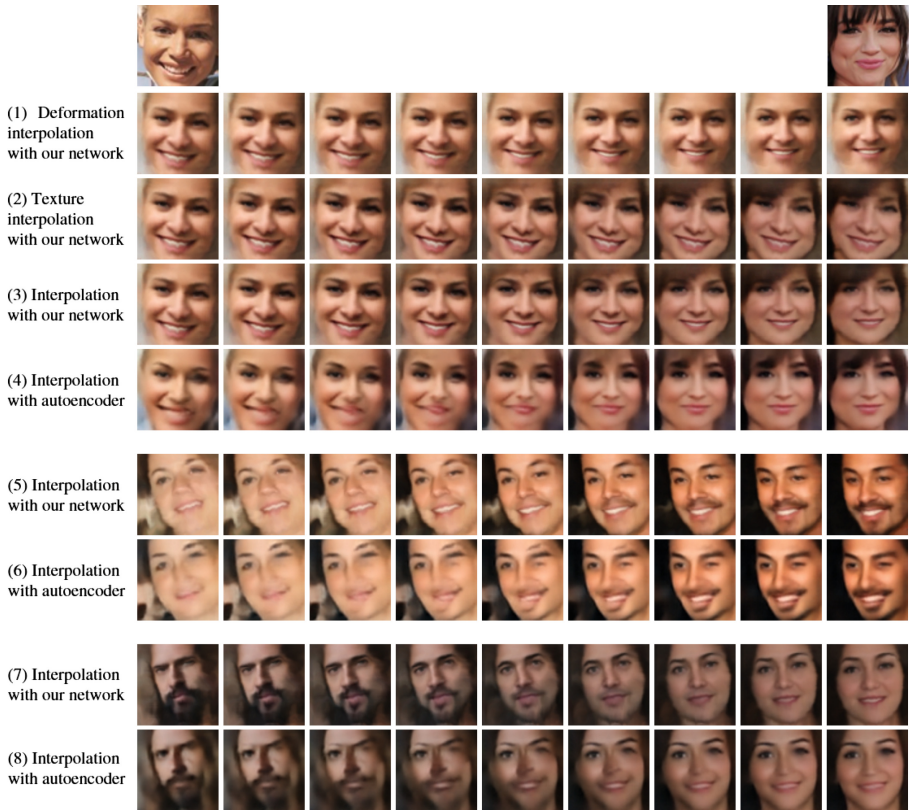 (1) Deformation
interpolation
with our network
(2) Texture
interpolation
with our network
(3) Interpolation
with our network
(4) Interpolation
with autoencoder
(5) Interpolation
with our network
(6) Interpolation
with autoencoder
(7) Interpolation
with our network
(8) Interpolation
with autoencoder